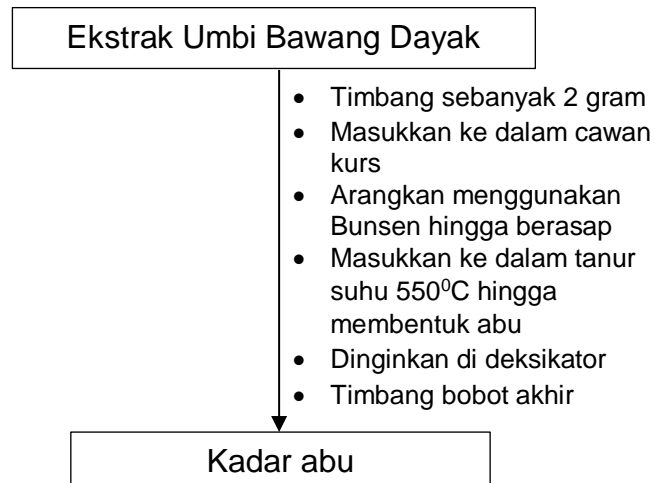 Ekstrak Umbi Bawang Dayak
• Timbang sebanyak 2 gram
• Masukkan ke dalam cawan
kurs
• Arangkan menggunakan
Bunsen hingga berasap
• Masukkan ke dalam tanur
suhu 550⁰C hingga
membentuk abu
• Dinginkan di deksikator
• Timbang bobot akhir
Kadar abu